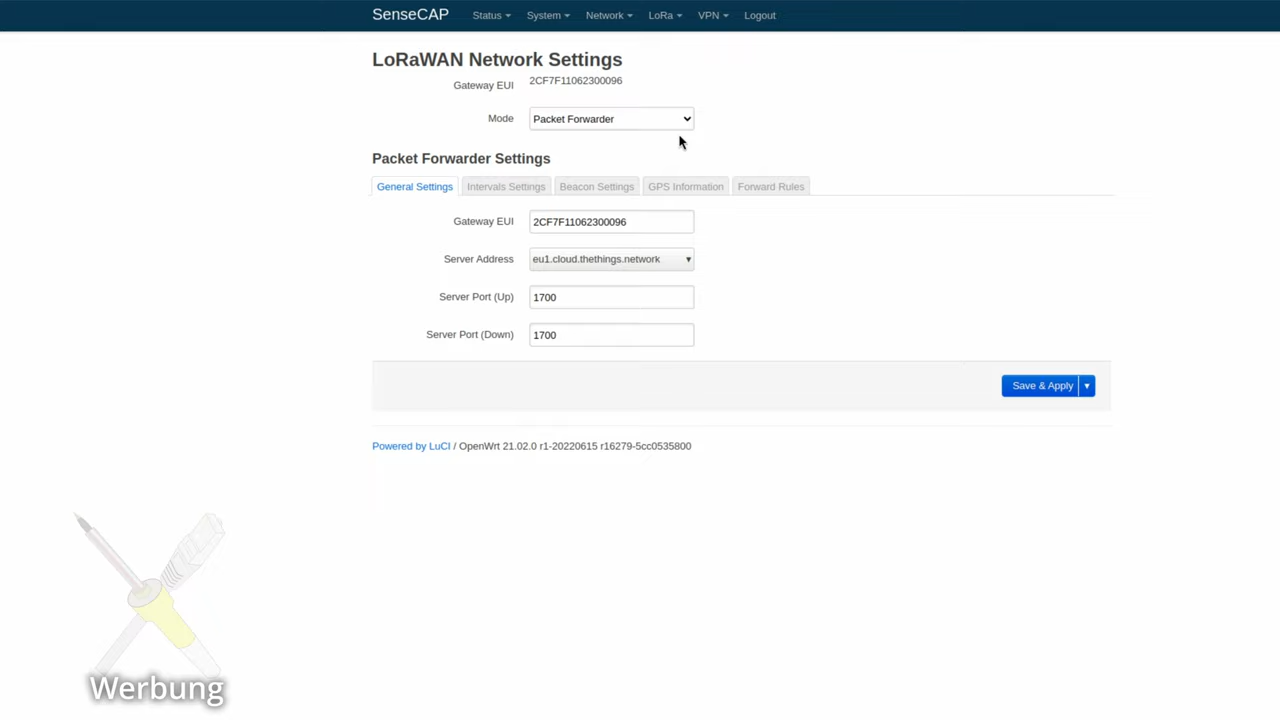 SenseCAP Status System Network LoRa VPN Logout
LoRaWAN Network Settings
Gateway EUI 2CF7F11062300096
Mode Packet Forwarder
Packet Forwarder Settings
General Settings Intervals Settings Beacon Settings GPS Information Forward Rules
Gateway EUI 2CF7F11062300096
Server Address eu1.cloud.thethings.network
Server Port (Up) 1700
Server Port (Down) 1700
Save & Apply
Powered by LuCI / OpenWrt 21.02.0 r1-20220615 r16279-5cc0535800
Werbung